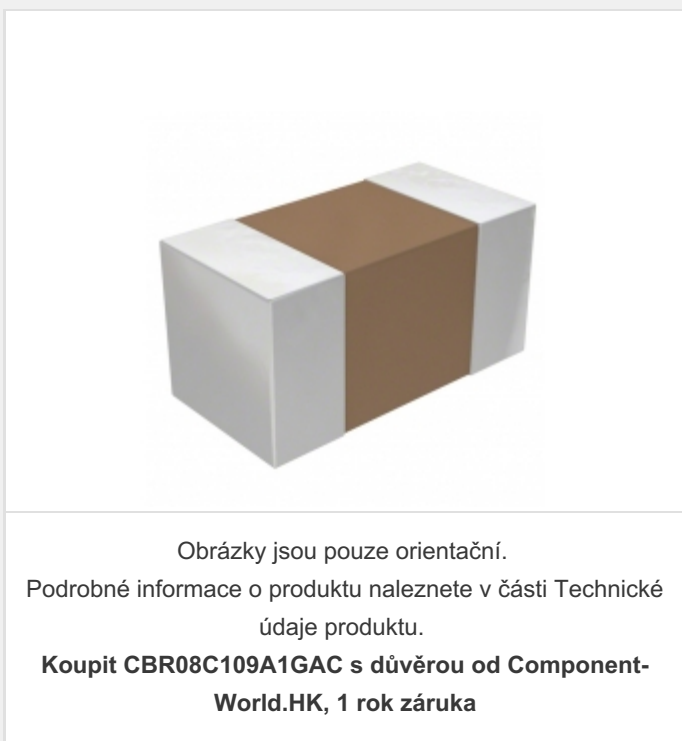 Obrázky jsou pouze orientační.
Podrobné informace o produktu naleznete v části Technické
údaje produktu.
Koupit CBR08C109A1GAC s důvěrou od Component-
World.HK, 1 rok záruka